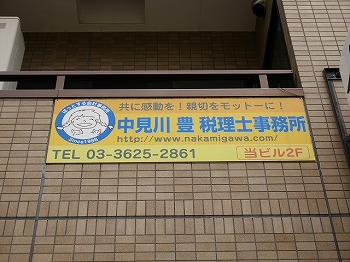 共に感動を!親切をモットーに!
中見川 豊 税理士事務所
http://www.nakamigawa.com/
TEL 03-3625-2861
当ビル2F